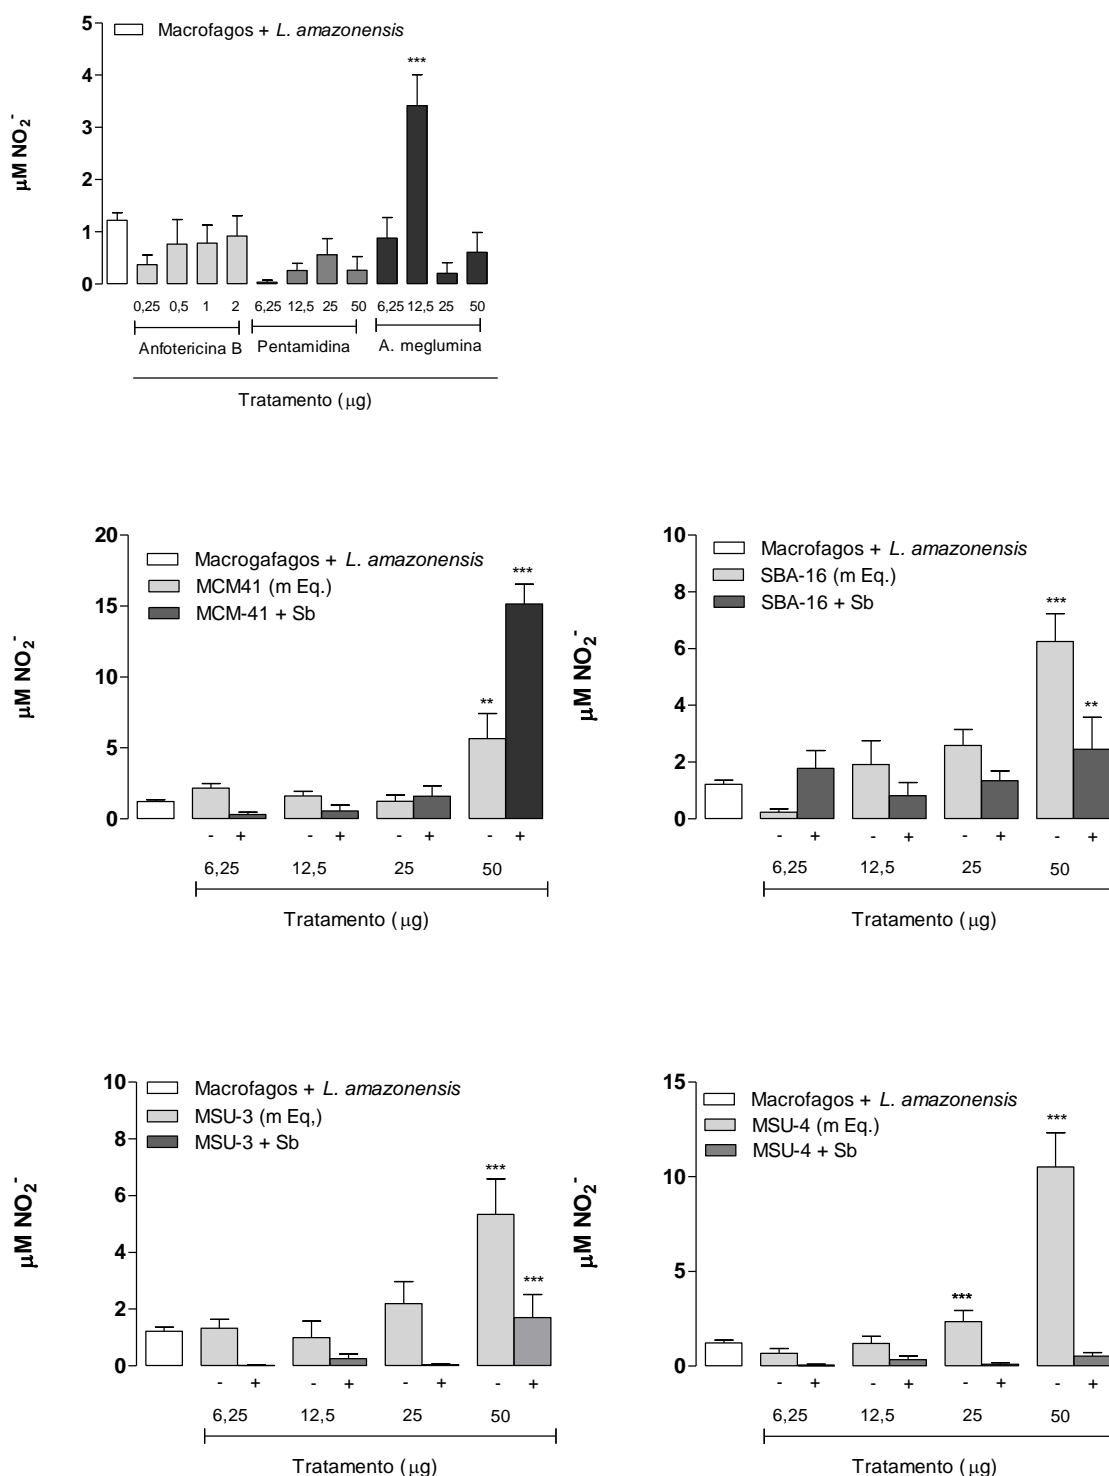 5
4
3
2
1
0
μM NO2-
Macrofagos + L. amazonensis
***
0,25 0,5 1 2 6,25 12,5 25 50 6,25 12,5 25 50
Anfotericina B Pentamidina A. meglumina
Tratamento (μg)
20
15
10
5
0
μM NO2-
Macrogafagos + L. amazonensis
MCM41 (m Eq.)
MCM-41 + Sb
***
**
- + - + - + - +
6,25 12,5 25 50
Tratamento (μg)
10
8
6
4
2
0
μM NO2-
Macrofagos + L. amazonensis
SBA-16 (m Eq.)
SBA-16 + Sb
***
**
- + - + - + - +
6,25 12,5 25 50
Tratamento (μg)
10
8
6
4
2
0
μM NO2-
Macrofagos + L. amazonensis
MSU-3 (m Eq,)
MSU-3 + Sb
***
***
- + - + - + - +
6,25 12,5 25 50
Tratamento (μg)
15
10
5
0
μM NO2-
Macrofagos + L. amazonensis
MSU-4 (m Eq.)
MSU-4 + Sb
***
***
- + - + - + - +
6,25 12,5 25 50
Tratamento (μg)